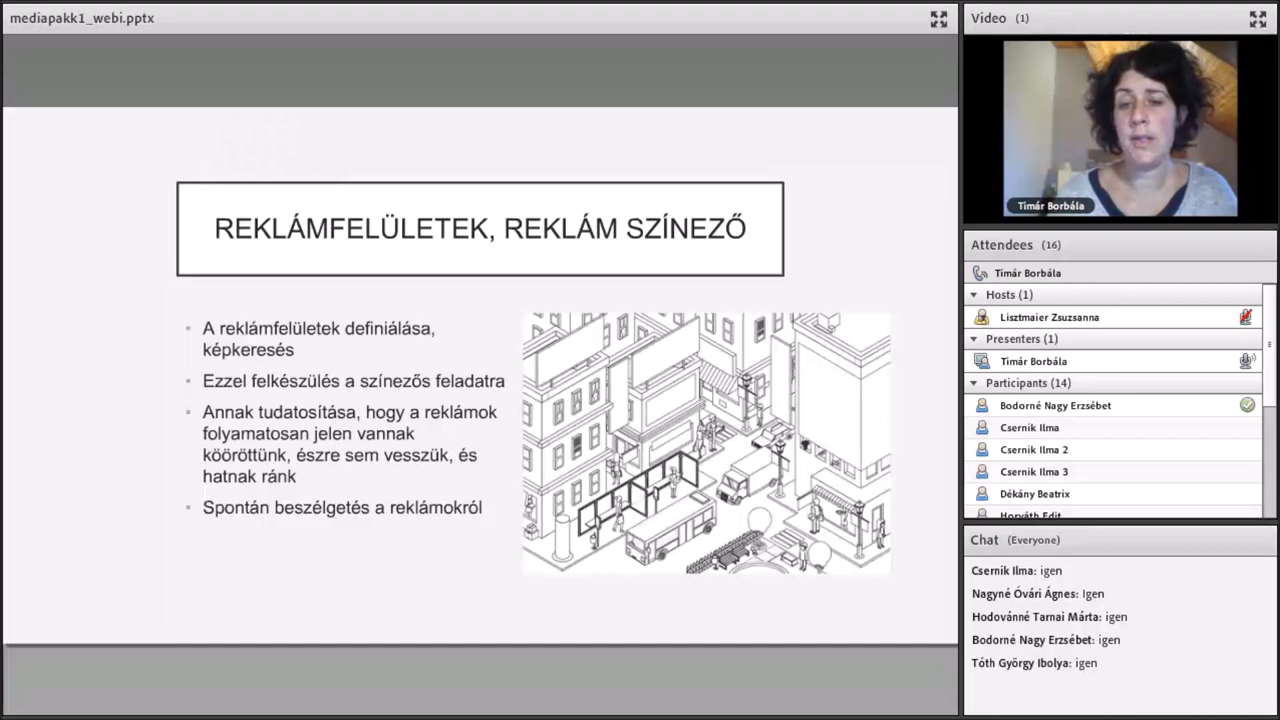 mediapakk1_webi.pptx
REKLÁMFELÜLETEK, REKLÁM SZÍNEZŐ
A reklámfelületek definiálása,
képkeresés
Ezzel felkészülés a színezős feladatra
Annak tudatosítása, hogy a reklámok
folyamatosan jelen vannak
kööröttünk, észre sem vesszük, és
hatnak ránk
Spontán beszélgetés a reklámokról
Video (1)
Timár Borbála
Attendees (16)
Timár Borbála
Hosts (1)
Lisztmaier Zsuzsanna
Presenters (1)
Timár Borbála
Participants (14)
Bodorné Nagy Erzsébet
Csernik Ilma
Csernik Ilma 2
Csernik Ilma 3
Dékány Beatrix
Horváth Edit
Chat (Everyone)
Csernik Ilma: igen
Nagyné Óvári Ágnes: Igen
Hodovánné Tarnai Márta: igen
Bodorné Nagy Erzsébet: igen
Tóth György Ibolya: igen